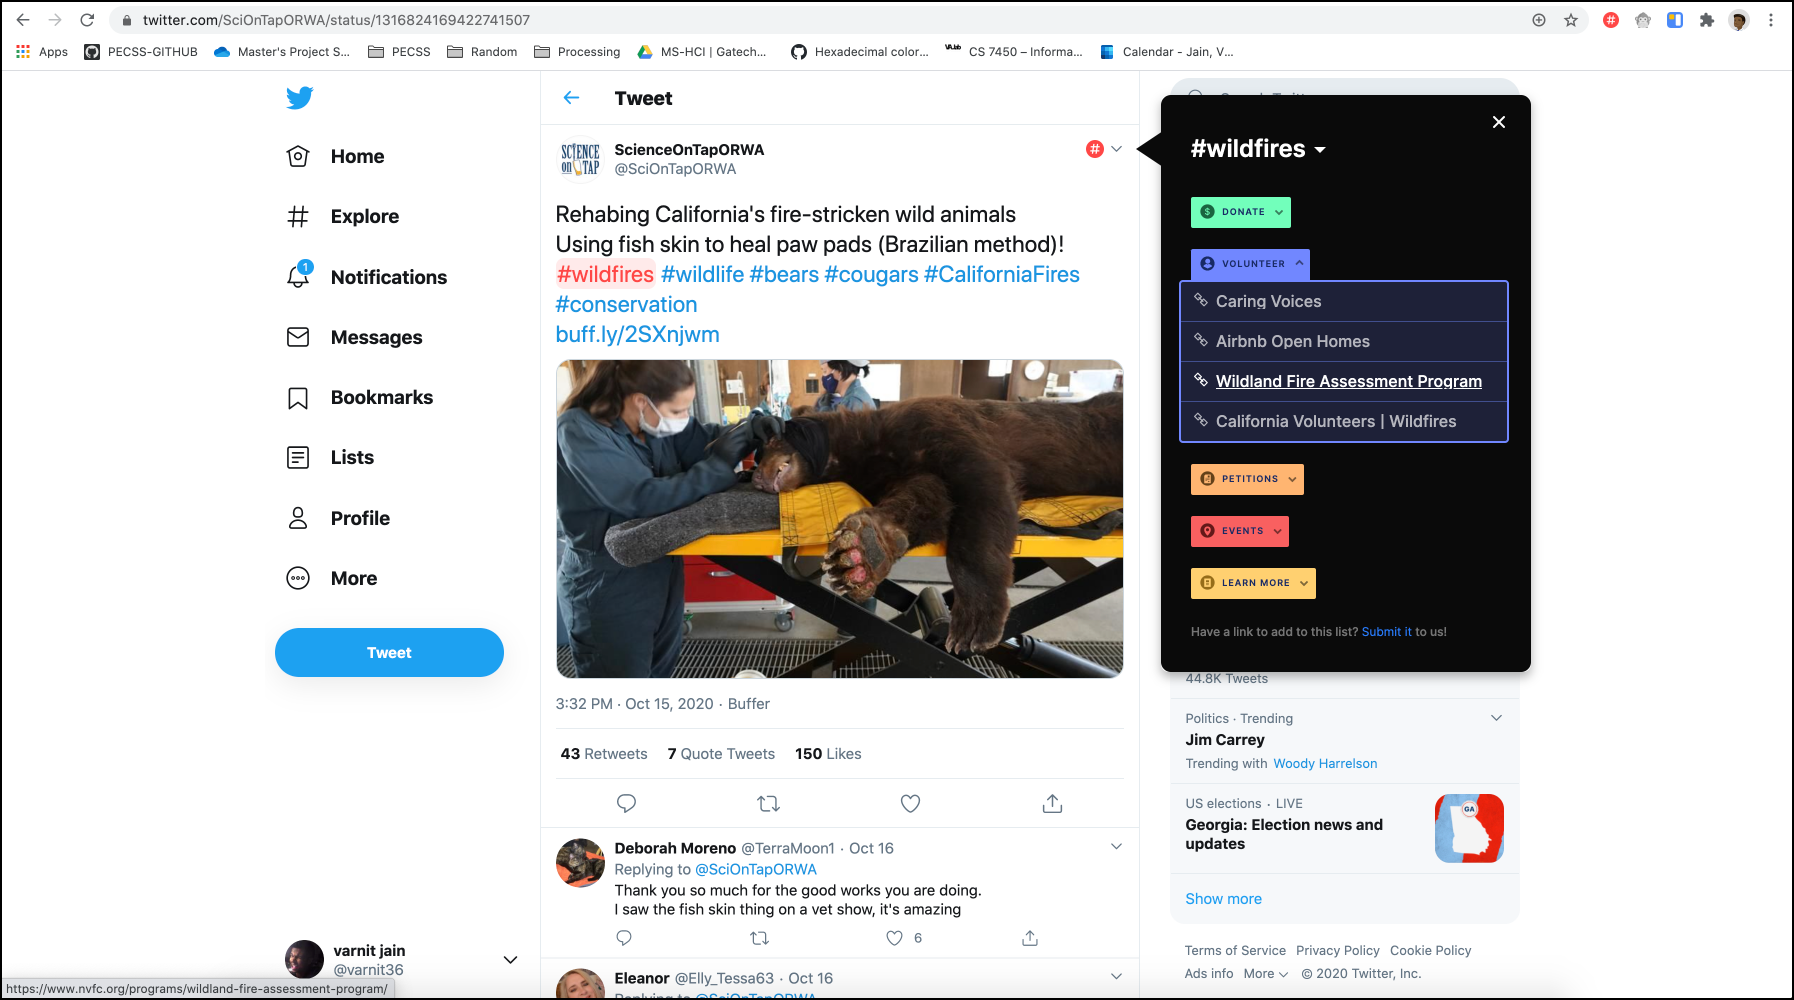 twitter.com/SciOnTapORWA/status/1316824169422741507
Apps
PECSS-GITHUB
Master's Project S...
PECSS
Random
Processing
MS-HCI | Gatech...
Hexadecimal color...
CS 7450 – Informa...
Calendar - Jain, V...
Home
Explore
1
Notifications
Messages
Bookmarks
Lists
Profile
More
Tweet
varnit jain
@varnit36
https://www.nvfc.org/programs/wildland-fire-assessment-program/
Tweet
SCIENCE
on TAP
ScienceOnTapORWA
@SciOnTapORWA
#
Rehabing California's fire-stricken wild animals
Using fish skin to heal paw pads (Brazilian method)!
#wildfires #wildlife #bears #cougars #CaliforniaFires
#conservation
buff.ly/2SXnjwm
3:32 PM · Oct 15, 2020 · Buffer
43 Retweets 7 Quote Tweets 150 Likes
Deborah Moreno @TerraMoon1 · Oct 16
Replying to @SciOnTapORWA
Thank you so much for the good works you are doing.
I saw the fish skin thing on a vet show, it's amazing
6
Eleanor @Elly_Tessa63 · Oct 16
Replying to @SciOnTapORWA
#wildfires
DONATE
VOLUNTEER
Caring Voices
Airbnb Open Homes
Wildland Fire Assessment Program
California Volunteers | Wildfires
PETITIONS
EVENTS
LEARN MORE
Have a link to add to this list? Submit it to us!
44.8K Tweets
Politics · Trending
Jim Carrey
Trending with Woody Harrelson
US elections · LIVE
Georgia: Election news and
updates
GA
Show more
Terms of Service Privacy Policy Cookie Policy
Ads info More © 2020 Twitter, Inc.